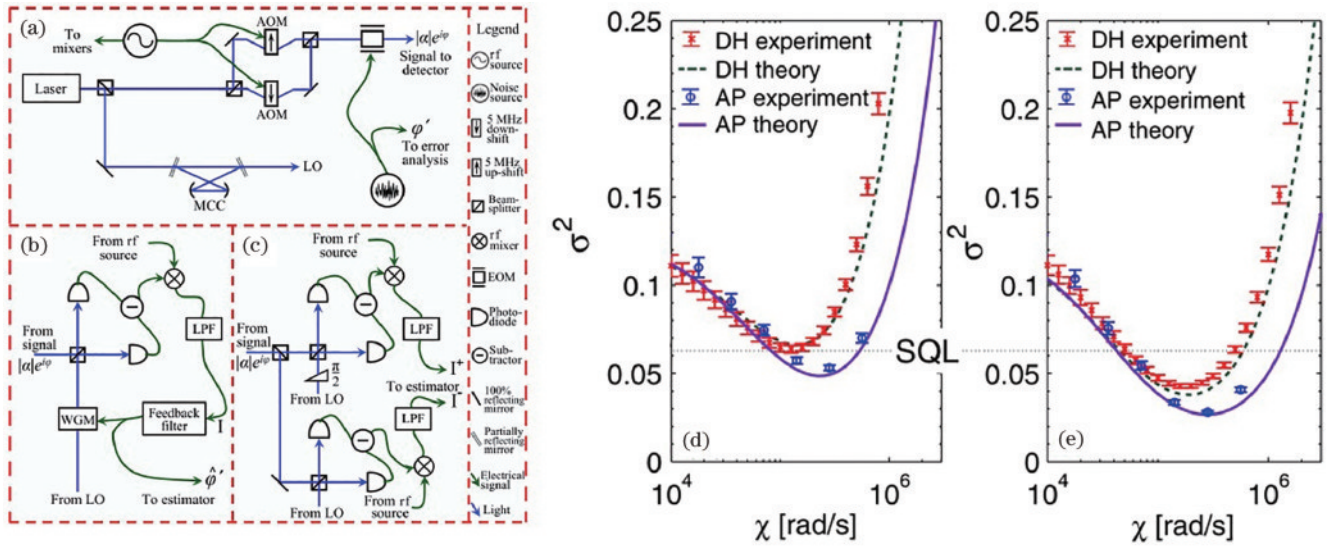 (a)
To
mixers
AOM
AOM
|α|e^{iφ}
Signal to
detector
Laser
φ′
To error
analysis
LO
MCC
Legend
rf
source
Noise
source
5 MHz
down-
shift
5 MHz
up-shift
Beam-
splitter
rf
mixer
EOM
Photo-
diode
Sub-
tractor
100%
reflecting
mirror
Partially
reflecting
mirror
Electrical
signal
Light
(b)
From rf
source
LPF
From
signal
|α|e^{iφ}
WGM
Feedback
filter
I
φ̂′
From LO
To estimator
(c)
From rf
source
LPF
From
signal
|α|e^{iφ}
π
2
From LO
I+
To estimator
I-
LPF
From LO
From rf
source
0.25
0.2
0.15
0.1
0.05
0
σ²
DH experiment
DH theory
AP experiment
AP theory
(d)
10⁴
10⁶
χ [rad/s]
SQL
0.25
0.2
0.15
0.1
0.05
0
σ²
DH experiment
DH theory
AP experiment
AP theory
(e)
10⁴
10⁶
χ [rad/s]